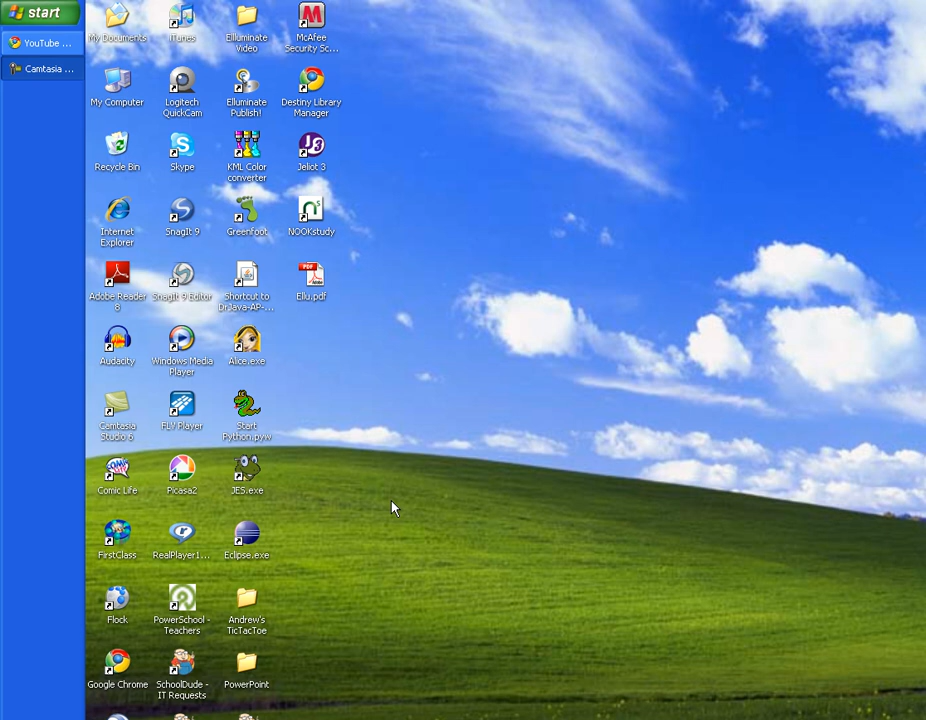 start
YouTube ...
Camtasia ...
My Documents
iTunes
Elluminate
Video
McAfee
Security Sc...
My Computer
Logitech
QuickCam
Elluminate
Publish!
Destiny Library
Manager
Recycle Bin
Skype
KML Color
converter
Jeliot 3
Internet
Explorer
SnagIt 9
Greenfoot
NOOKstudy
Adobe Reader
8
SnagIt 9 Editor
Shortcut to
DrJava-AP-...
PDF
Ellu.pdf
Audacity
Windows Media
Player
Alice.exe
Camtasia
Studio 6
FLV Player
Start
Python.pyw
Comic Life
Picasa2
JES.exe
FirstClass
RealPlayer1...
Eclipse.exe
Flock
PowerSchool -
Teachers
Andrew's
TicTacToe
Google Chrome
SchoolDude -
IT Requests
PowerPoint